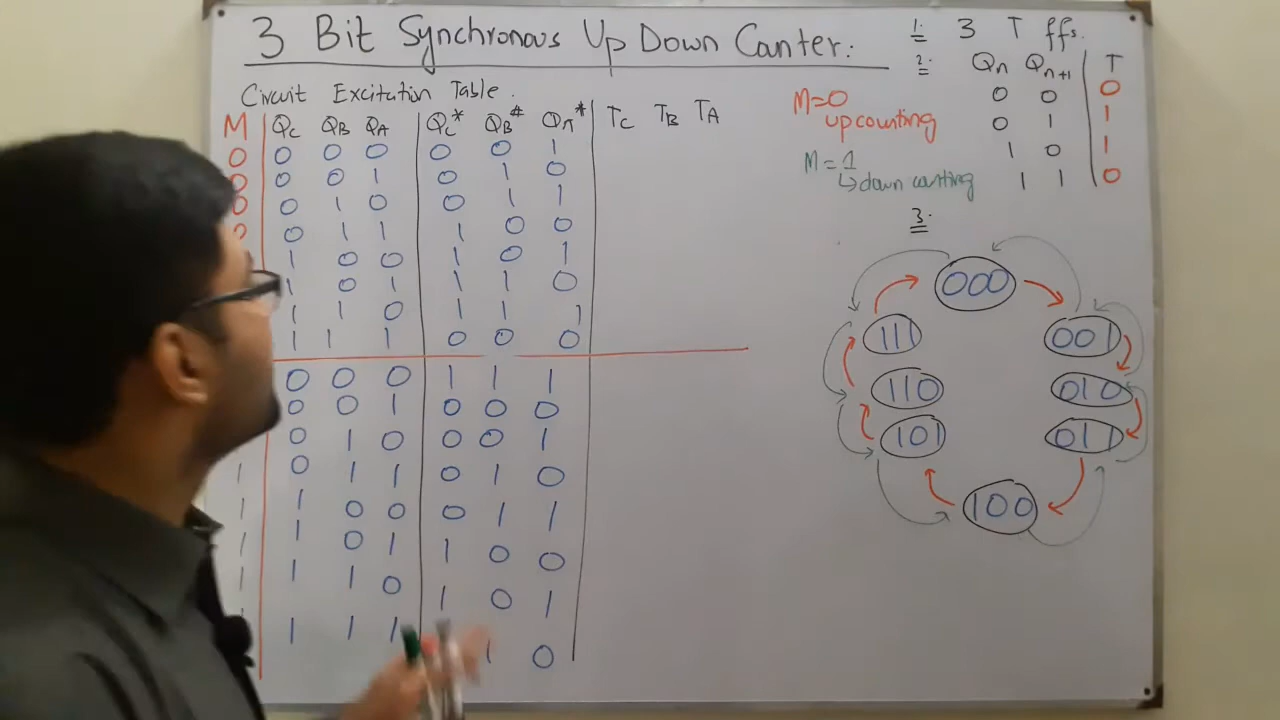 3 Bit Synchronous Up Down Canter:
Circuit Excitation Table.
M QC QB QA QC* QB* QA* TC TB TA
0 0 0 0 0 0 1
0 0 0 1 0 1 0
0 0 1 0 0 1 1
0 0 1 1 1 0 0
1 0 0 1 0 1
1 0 1 1 1 0
1 1 0 1 1 1
1 1 1 0 0 0
0 0 0 1 1 1
0 0 1 0 0 0
0 1 0 0 0 1
1 0 1 1 0 1 0
1 1 0 0 0 1 1
1 1 0 1 1 0 0
1 1 1 0 1 0 1
1 1 1 1 0
M=0
upcounting
M=1
↳down canting
1. 3 T ffs.
2. Qn Qn+1 T
0 0 0
0 1 1
1 0 1
1 1 0
3.
000
111 001
110 010
101 011
100